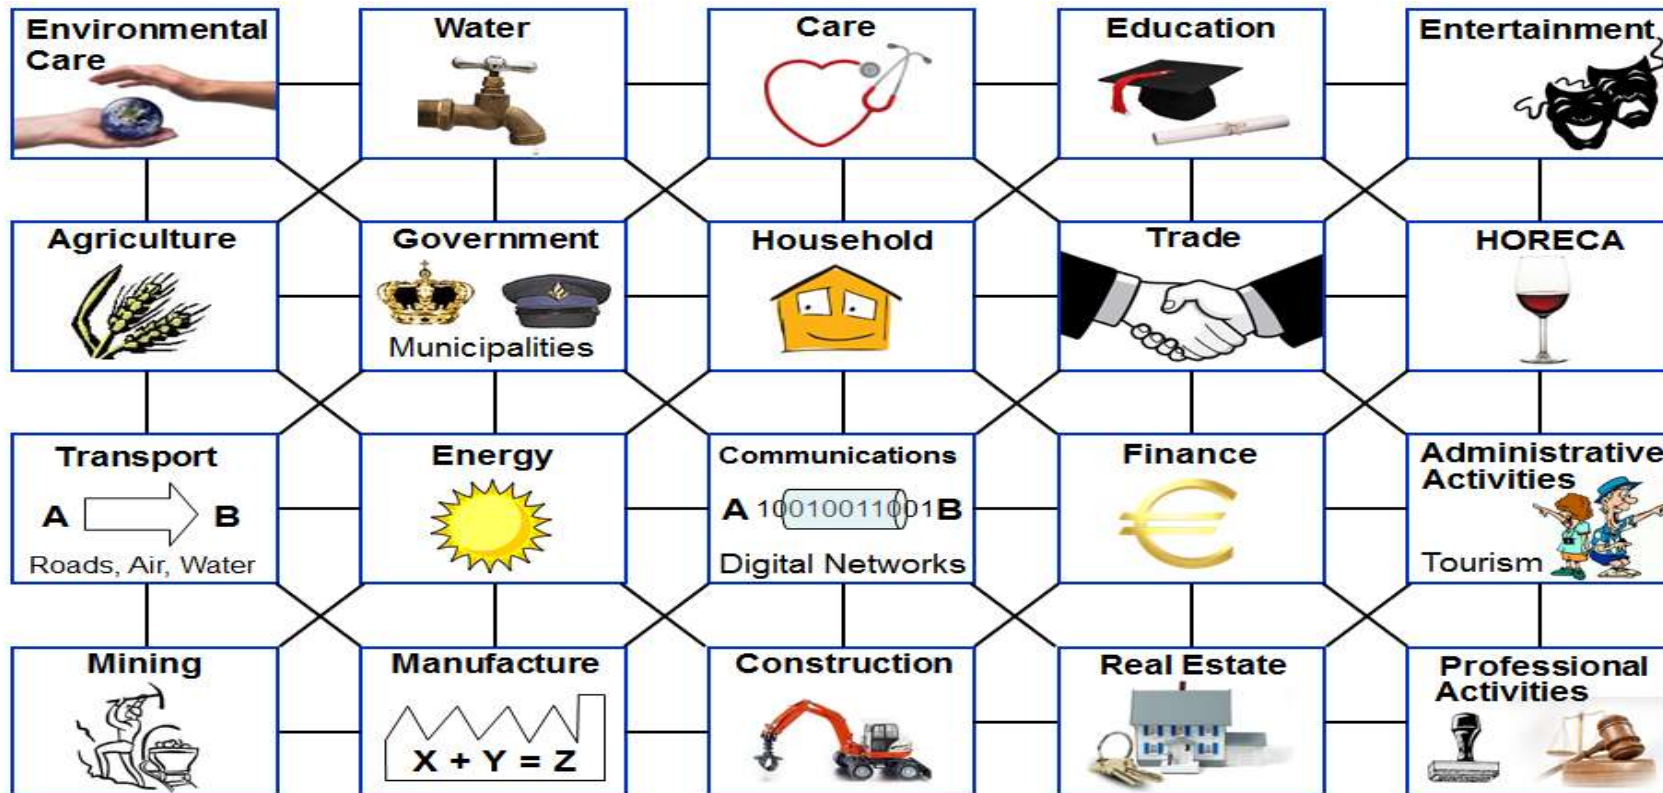 Environmental
Care
Water
Care
Education
Entertainment
Agriculture
Government
Municipalities
Household
Trade
HORECA
Transport
A B
Roads, Air, Water
Energy
Communications
A 10010011001 B
Digital Networks
Finance
Administrative
Activities
Tourism
Mining
Manufacture
X + Y = Z
Construction
Real Estate
Professional
Activities